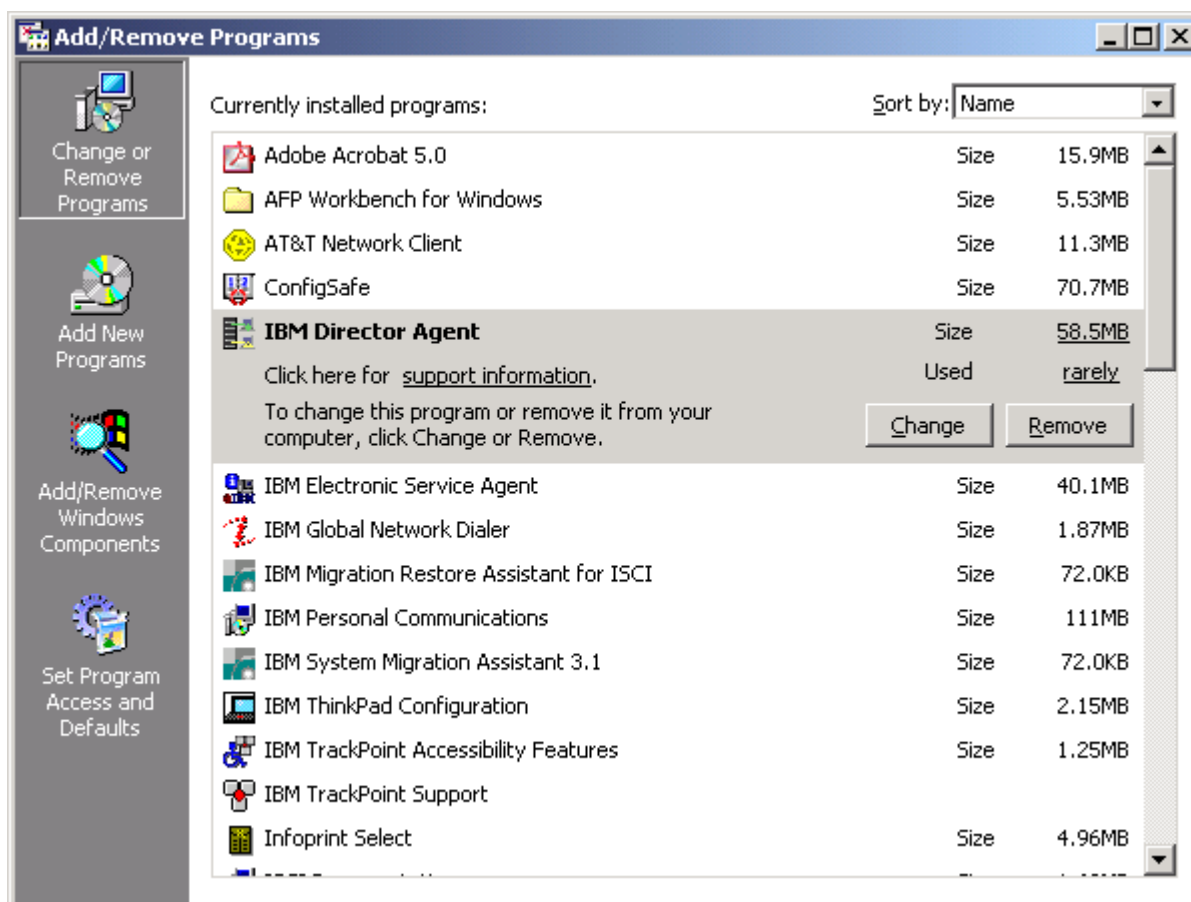 Add/Remove Programs
Change or
Remove
Programs
Add New
Programs
Add/Remove
Windows
Components
Set Program
Access and
Defaults
Currently installed programs:
Sort by: Name
Adobe Acrobat 5.0 Size 15.9MB
AFP Workbench for Windows Size 5.53MB
AT&T Network Client Size 11.3MB
ConfigSafe Size 70.7MB
IBM Director Agent Size 58.5MB
Click here for support information. Used rarely
To change this program or remove it from your
computer, click Change or Remove.
Change Remove
IBM Electronic Service Agent Size 40.1MB
IBM Global Network Dialer Size 1.87MB
IBM Migration Restore Assistant for ISCI Size 72.0KB
IBM Personal Communications Size 111MB
IBM System Migration Assistant 3.1 Size 72.0KB
IBM ThinkPad Configuration Size 2.15MB
IBM TrackPoint Accessibility Features Size 1.25MB
IBM TrackPoint Support
Infoprint Select Size 4.96MB